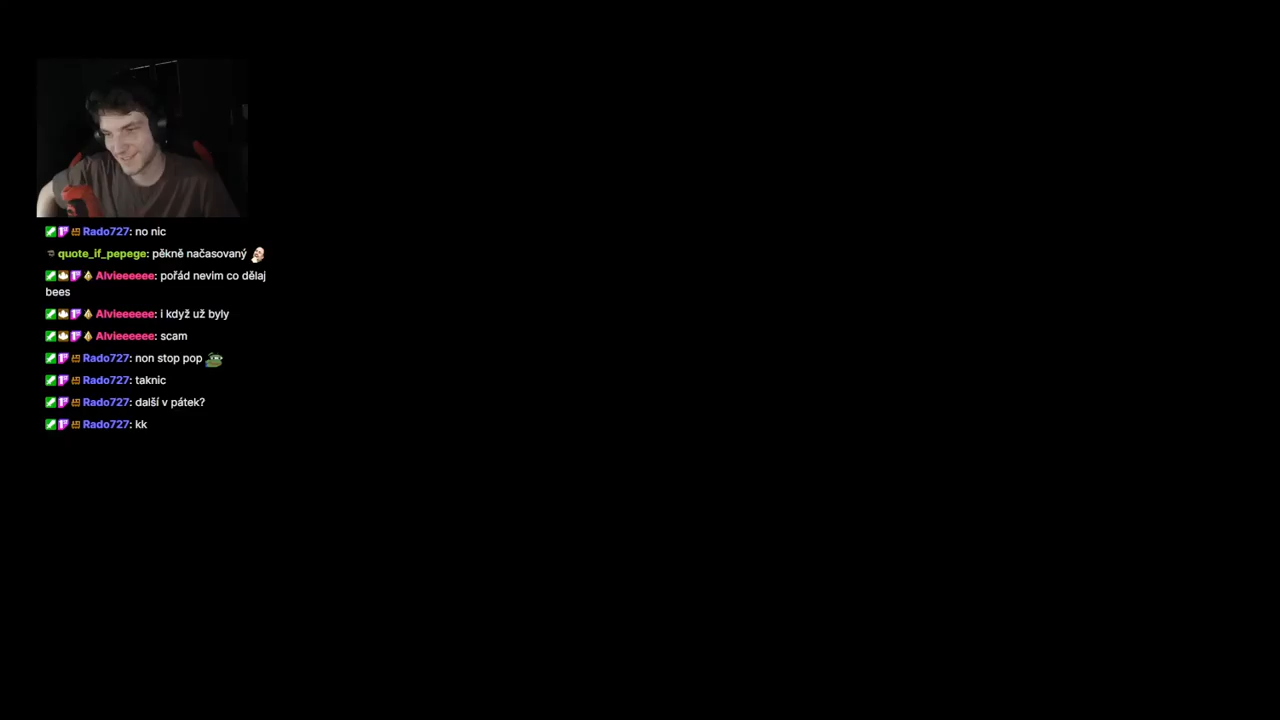 Rado727: no nic
quote_if_pepege: pěkně načasovaný
Alvieeeeee: pořád nevim co dělaj
bees
Alvieeeeee: i když už byly
Alvieeeeee: scam
Rado727: non stop pop
Rado727: taknic
Rado727: další v pátek?
Rado727: kk